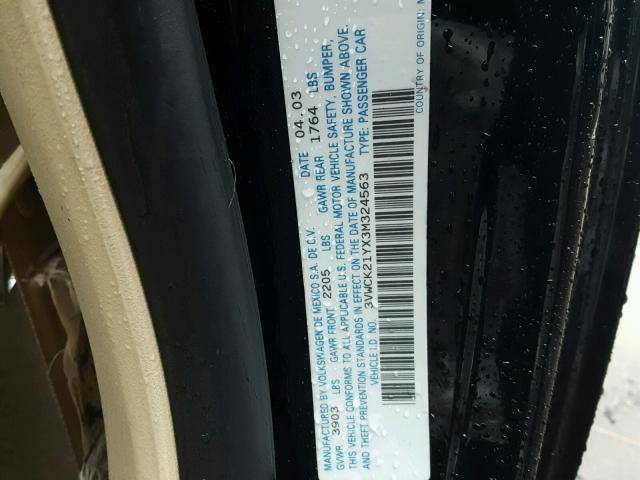 MANUFACTURED BY VOLKSWAGEN DE MEXICO S.A. DE C.V. DATE 04.03
GVWR 3903 LBS GAWR FRONT 2205 LBS GAWR REAR 1764 LBS
THIS VEHICLE CONFORMS TO ALL APPLICABLE U.S. FEDERAL MOTOR VEHICLE SAFETY, BUMPER,
AND THEFT PREVENTION STANDARDS IN EFFECT ON THE DATE OF MANUFACTURE SHOWN ABOVE.
VEHICLE I.D. NO. 3VWCK21YX3M324563 TYPE: PASSENGER CAR
COUNTRY OF ORIGIN: